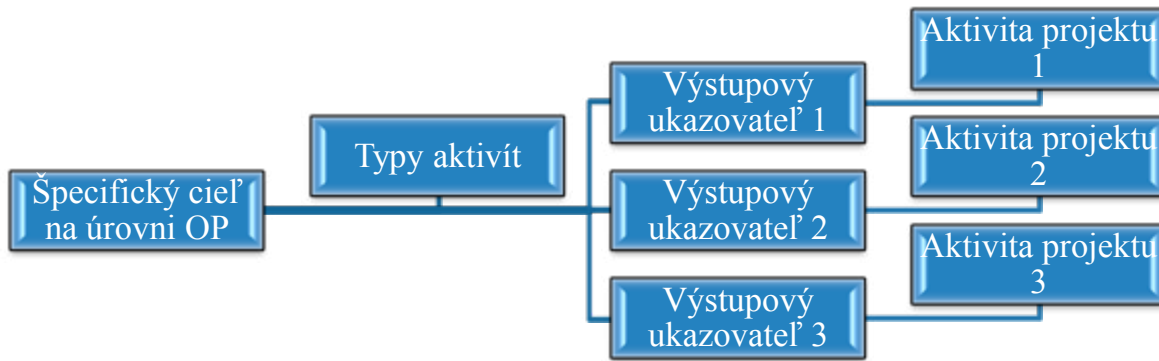 Špecifický cieľ
na úrovni OP
Typy aktivít
Výstupový
ukazovateľ 1
Aktivita projektu
1
Výstupový
ukazovateľ 2
Aktivita projektu
2
Výstupový
ukazovateľ 3
Aktivita projektu
3